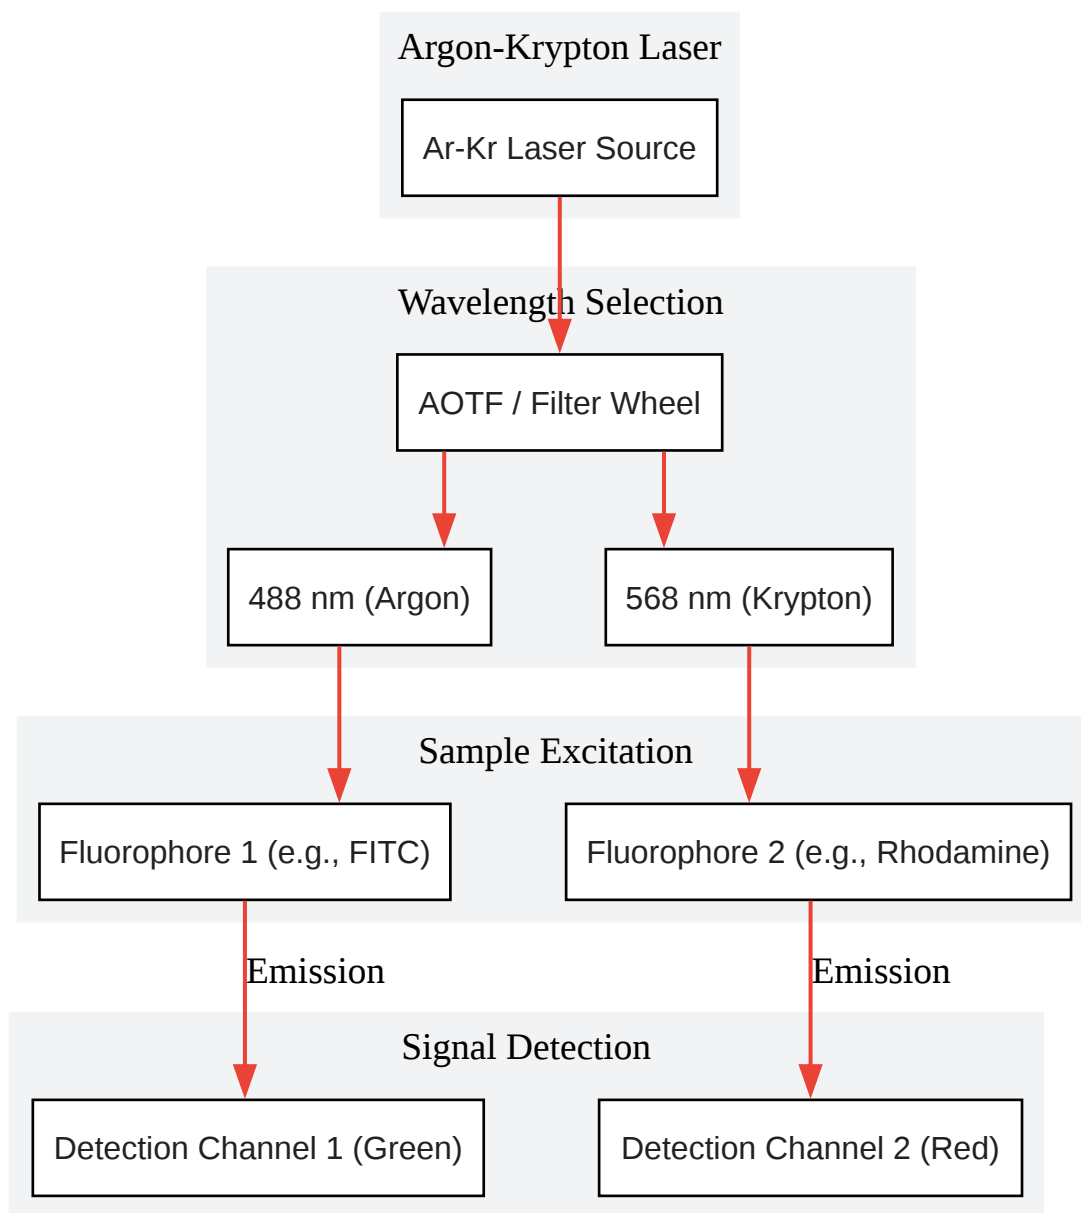 Argon-Krypton Laser
Ar-Kr Laser Source
Wavelength Selection
AOTF / Filter Wheel
488 nm (Argon)
568 nm (Krypton)
Sample Excitation
Fluorophore 1 (e.g., FITC)
Fluorophore 2 (e.g., Rhodamine)
Emission
Emission
Signal Detection
Detection Channel 1 (Green)
Detection Channel 2 (Red)